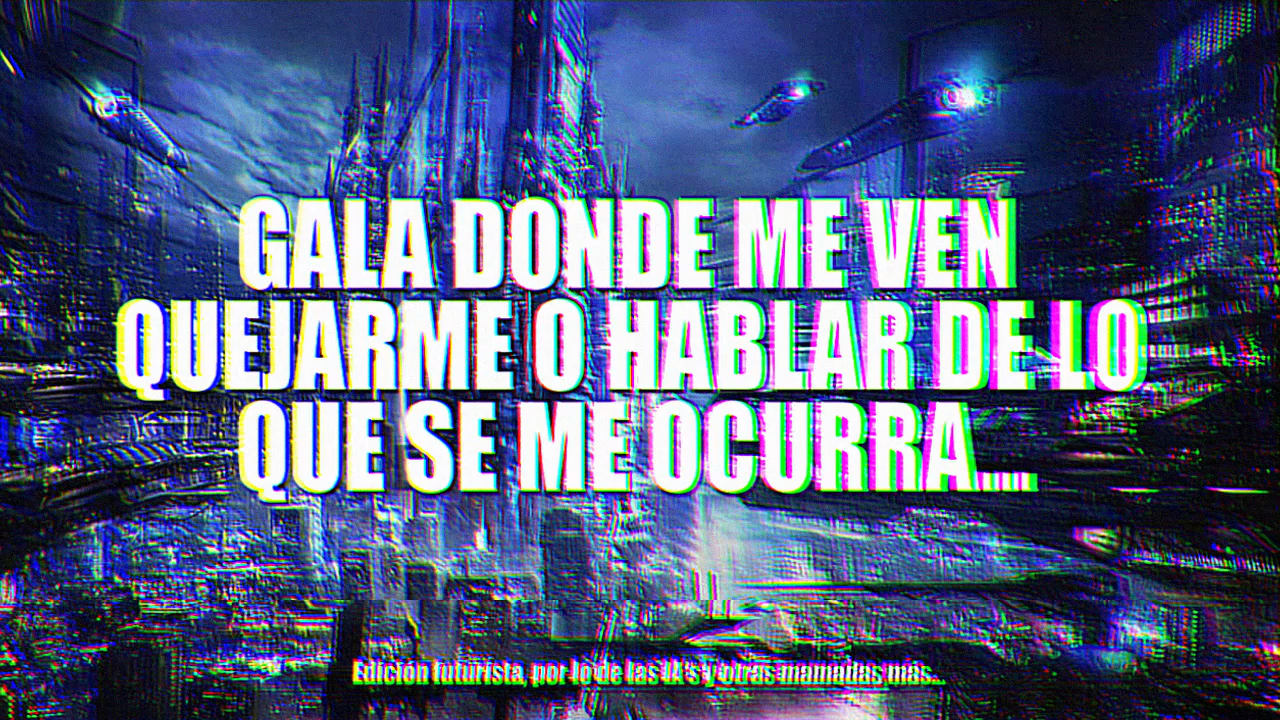 GALA DONDE ME VEN
QUEJARME O HABLAR DE LO
QUE SE ME OCURRA...
Edición futurista, por lo de las IA's y otras mamadas más...